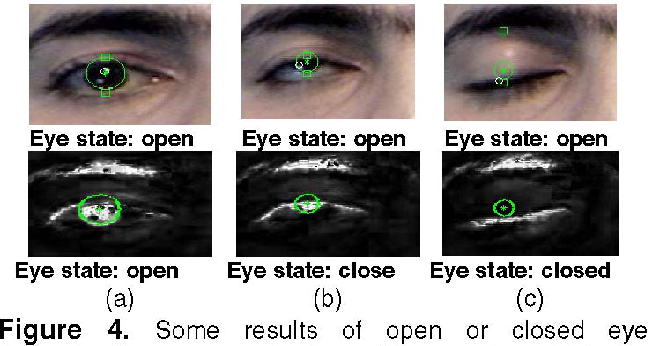 Eye state: open Eye state: open Eye state: open
Eye state: open Eye state: close Eye state: closed
(a) (b) (c)
Figure 4. Some results of open or closed eye